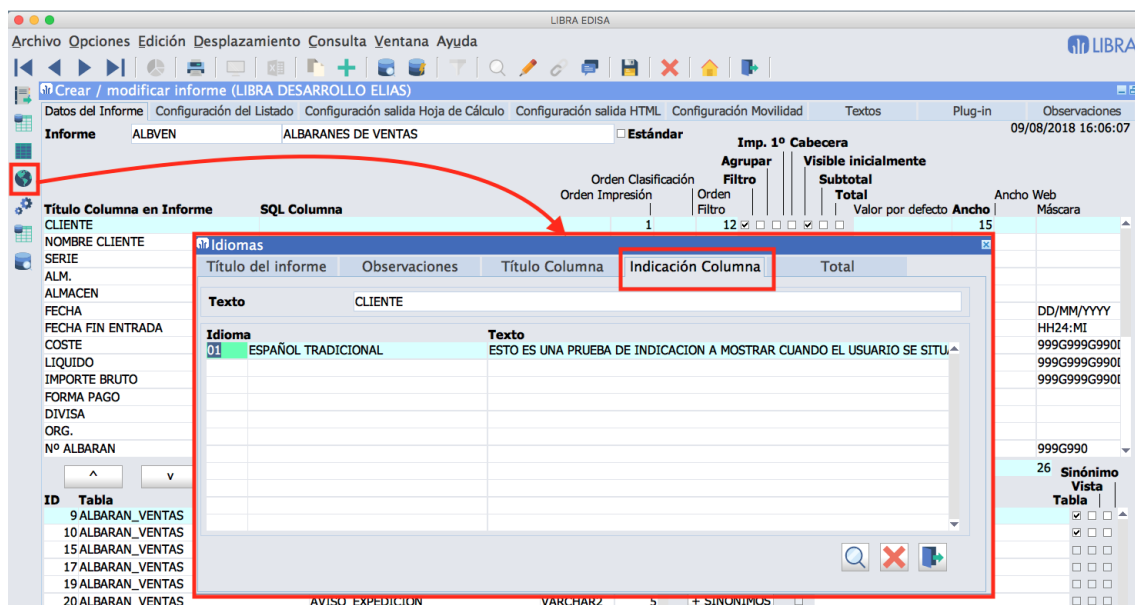 LIBRA EDISA
Archivo Opciones Edición Desplazamiento Consulta Ventana Ayuda
LIBRA
Crear / modificar informe (LIBRA DESARROLLO ELIAS)
Datos del Informe Configuración del Listado Configuración salida Hoja de Cálculo Configuración salida HTML Configuración Movilidad Textos Plug-in Observaciones
Informe ALBVEN ALBARANES DE VENTAS Estándar 09/08/2018 16:06:07
Imp. 1º Cabecera
Agrupar Visible inicialmente
Orden Clasificación Filtro Subtotal
Orden Impresión Orden Total Ancho Web
Título Columna en Informe SQL Columna Filtro Valor por defecto Ancho Máscara
CLIENTE 1 12 15
NOMBRE CLIENTE
SERIE
ALM.
ALMACEN
FECHA DD/MM/YYYY
FECHA FIN ENTRADA HH24:MI
COSTE 999G999G990
LIQUIDO 999G999G990
IMPORTE BRUTO 999G999G990
FORMA PAGO
DIVISA
ORG.
Nº ALBARAN 999G990
Idiomas
Título del informe Observaciones Título Columna Indicación Columna Total
Texto CLIENTE
Idioma Texto
01 ESPAÑOL TRADICIONAL ESTO ES UNA PRUEBA DE INDICACION A MOSTRAR CUANDO EL USUARIO SE SITU
^ v 26 Sinónimo
Vista
ID Tabla Tabla
9 ALBARAN_VENTAS
10 ALBARAN_VENTAS
15 ALBARAN_VENTAS
17 ALBARAN_VENTAS
19 ALBARAN_VENTAS
20 ALBARAN_VENTAS AVISO_EXPEDICION VARCHAR2 5 + SINONIMOS